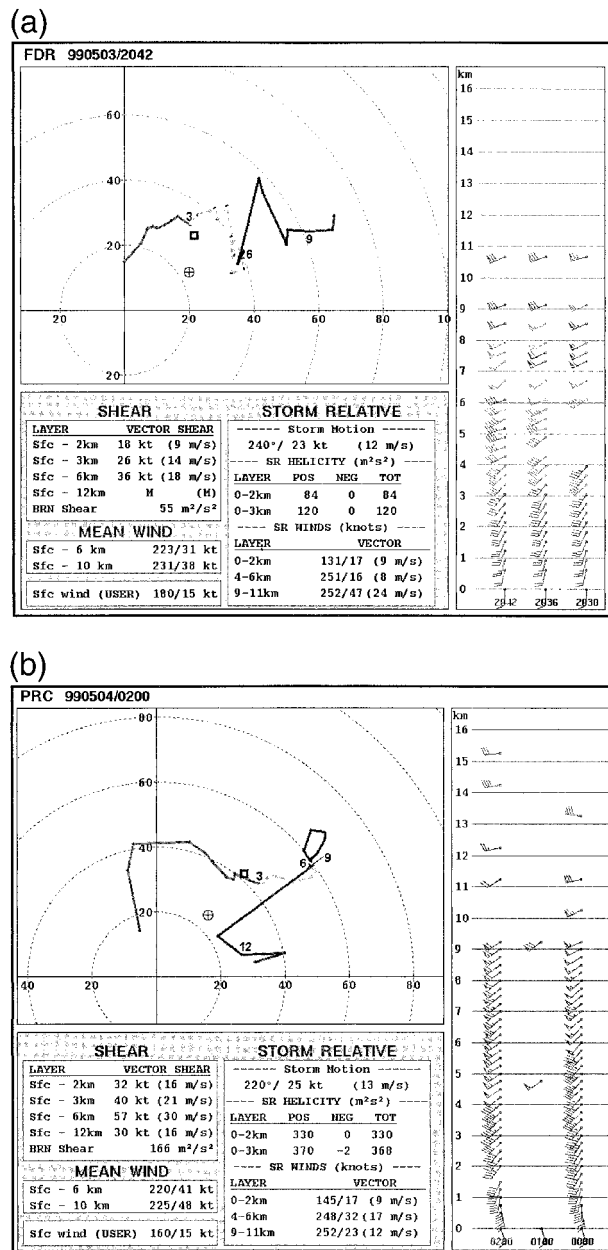 (a)
FDR 990503/2042
km
16
15
14
13
12
11
10
9
8
7
6
5
4
3
2
1
0
60
40
20
3
26
9
20
20
40
60
80
10
20
2042 2036 2030
SHEAR
LAYER VECTOR SHEAR
Sfc - 2km 18 kt (9 m/s)
Sfc - 3km 26 kt (14 m/s)
Sfc - 6km 36 kt (18 m/s)
Sfc - 12km M (M)
BRN Shear 55 m²/s²
MEAN WIND
Sfc - 6 km 223/31 kt
Sfc - 10 km 231/38 kt
Sfc wind (USER) 180/15 kt
STORM RELATIVE
------ Storm Motion ------
240°/ 23 kt (12 m/s)
--- SR HELICITY (m²s²) ---
LAYER POS NEG TOT
0-2km 84 0 84
0-3km 120 0 120
--- SR WINDS (knots) ---
LAYER VECTOR
0-2km 131/17 (9 m/s)
4-6km 251/16 (8 m/s)
9-11km 252/47 (24 m/s)
(b)
PRC 990504/0200
km
16
15
14
13
12
11
10
9
8
7
6
5
4
3
2
1
0
80
60
40
20
3
6
9
12
40
20
20
40
60
80
SHEAR
LAYER VECTOR SHEAR
Sfc - 2km 32 kt (16 m/s)
Sfc - 3km 40 kt (21 m/s)
Sfc - 6km 57 kt (30 m/s)
Sfc - 12km 30 kt (16 m/s)
BRN Shear 166 m²/s²
MEAN WIND
Sfc - 6 km 220/41 kt
Sfc - 10 km 225/48 kt
Sfc wind (USER) 160/15 kt
STORM RELATIVE
------ Storm Motion ------
220°/ 25 kt (13 m/s)
--- SR HELICITY (m²s²) ---
LAYER POS NEG TOT
0-2km 330 0 330
0-3km 370 -2 368
--- SR WINDS (knots) ---
LAYER VECTOR
0-2km 145/17 (9 m/s)
4-6km 248/32 (17 m/s)
9-11km 252/23 (12 m/s)